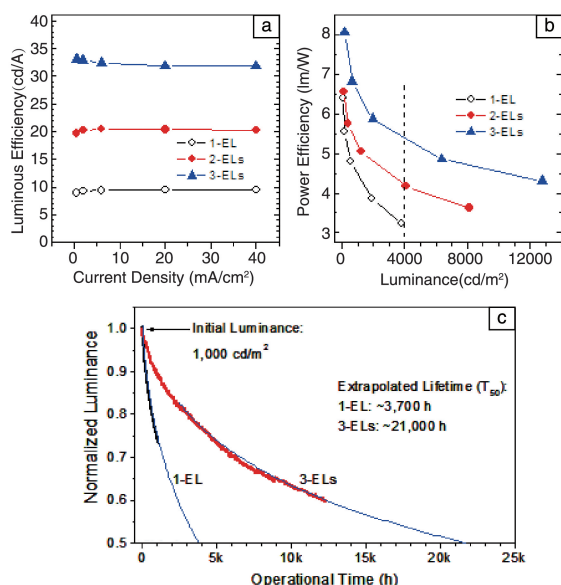 a
Luminous Efficiency(cd/A)
40
35
30
25
20
15
10
5
0
1-EL
2-ELs
3-ELs
0 10 20 30 40
Current Density (mA/cm²)
b
Power Efficiency (lm/W)
8
7
6
5
4
3
1-EL
2-ELs
3-ELs
0 4000 8000 12000
Luminance(cd/m²)
c
Normalized Luminance
1.0
0.9
0.8
0.7
0.6
0.5
Initial Luminance:
1,000 cd/m²
Extrapolated Lifetime (T₅₀):
1-EL: ~3,700 h
3-ELs: ~21,000 h
1-EL
3-ELs
0 5k 10k 15k 20k 25k
Operational Time (h)